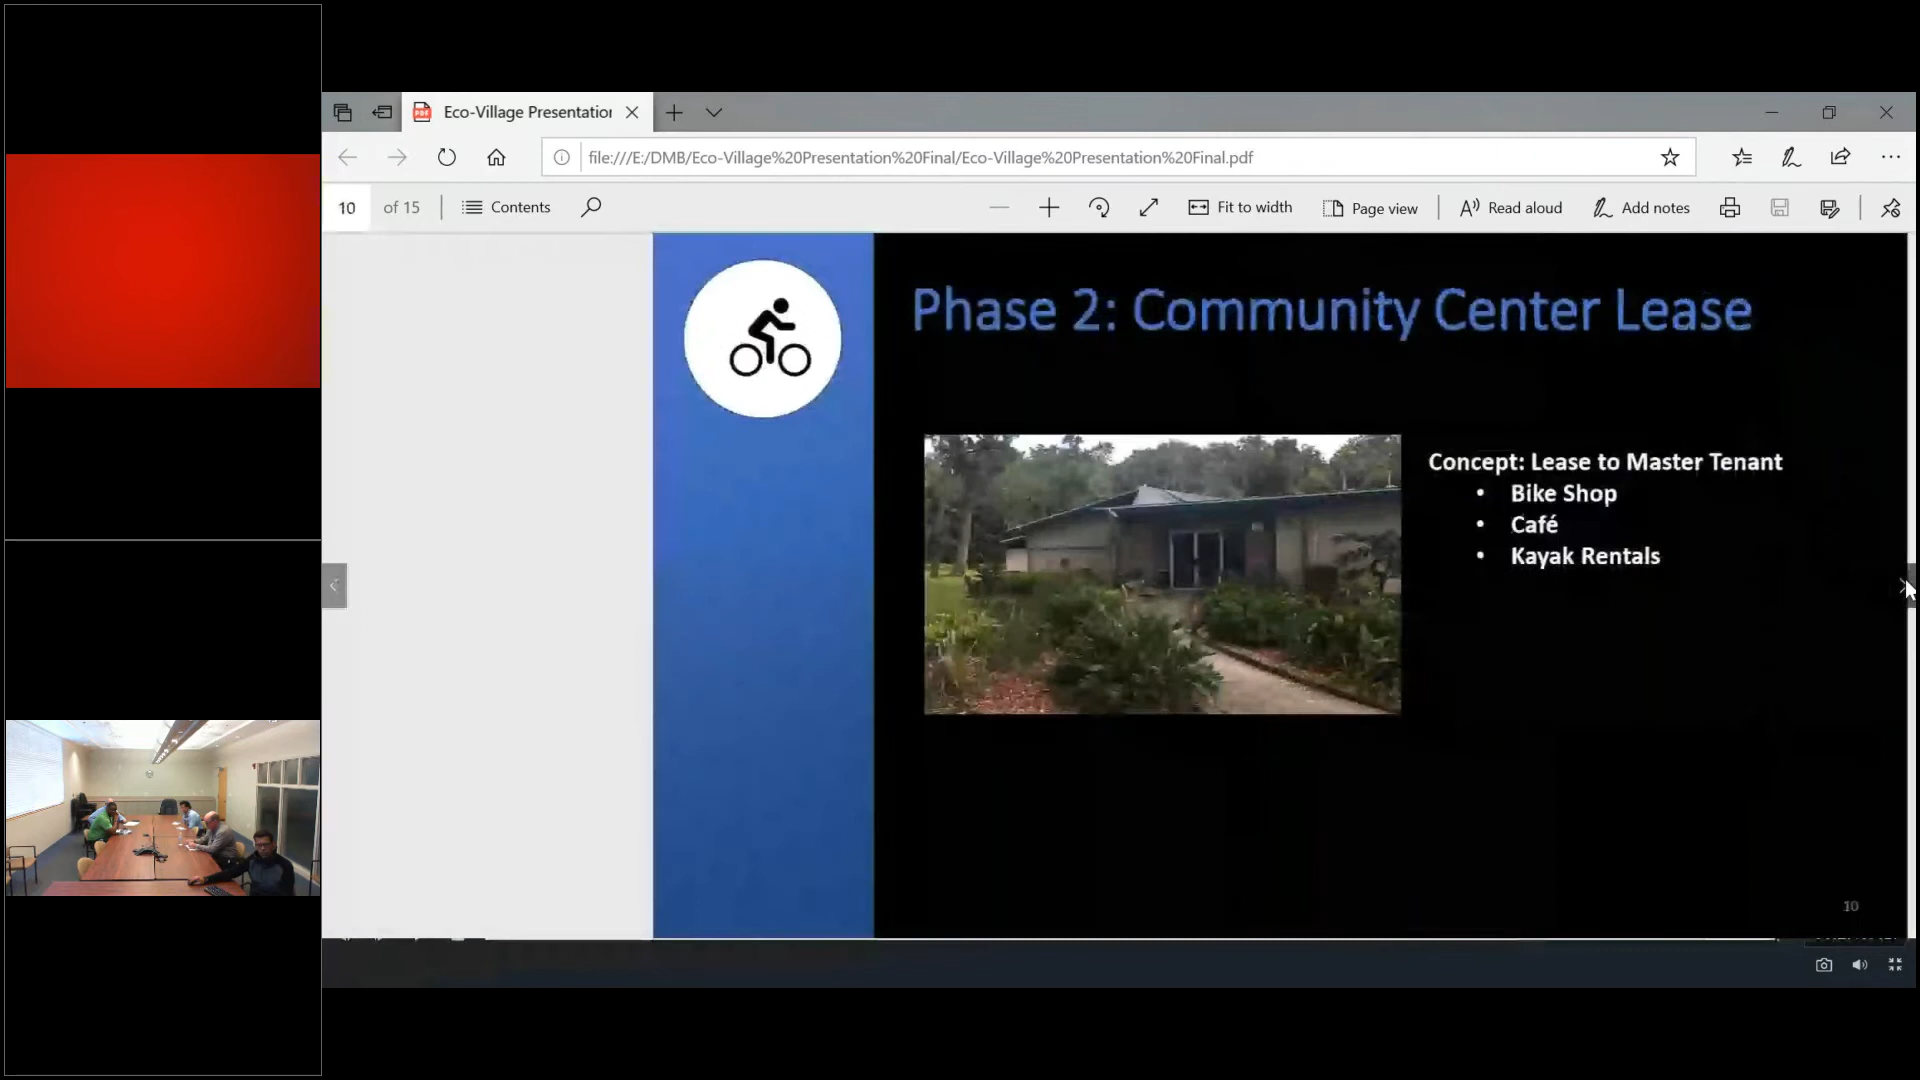 Eco-Village Presentation
file:///E:/DMB/Eco-Village%20Presentation%20Final/Eco-Village%20Presentation%20Final.pdf
10 of 15 Contents Fit to width Page view Read aloud Add notes
Phase 2: Community Center Lease
Concept: Lease to Master Tenant
• Bike Shop
• Café
• Kayak Rentals
10